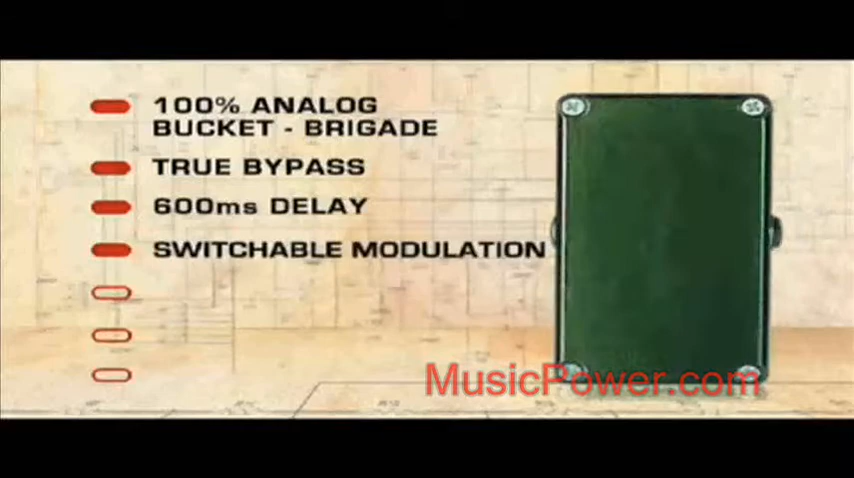 100% ANALOG
BUCKET - BRIGADE
TRUE BYPASS
600ms DELAY
SWITCHABLE MODULATION
MusicPower.com